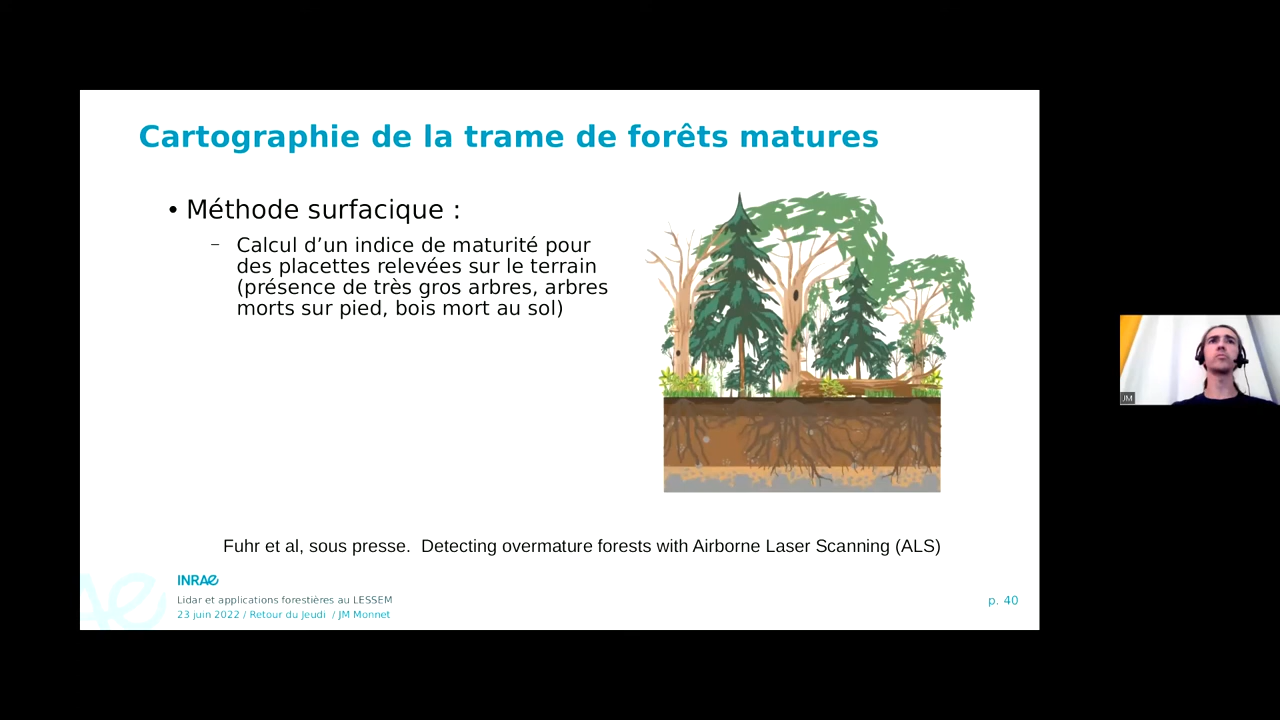 Cartographie de la trame de forêts matures
• Méthode surfacique :
– Calcul d’un indice de maturité pour
des placettes relevées sur le terrain
(présence de très gros arbres, arbres
morts sur pied, bois mort au sol)
Fuhr et al, sous presse.  Detecting overmature forests with Airborne Laser Scanning (ALS)
INRAE
Lidar et applications forestières au LESSEM
23 juin 2022 / Retour du Jeudi  / JM Monnet
p. 40
JM